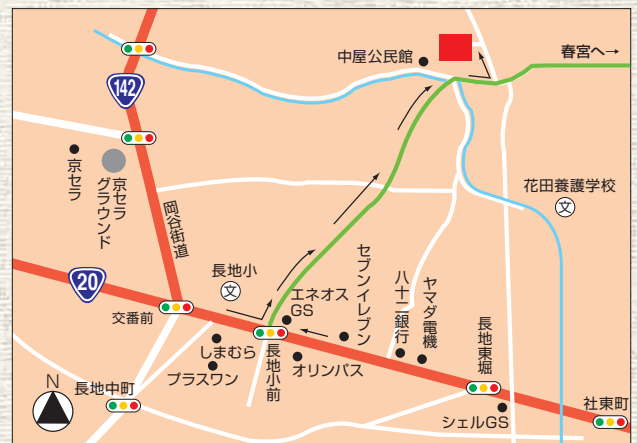 中屋公民館
春宮へ→
142
京セラ
京セラ
グラウンド
岡谷街道
花田養護学校
文
20
長地小
文
セブンイレブン
エネオス
GS
八十二銀行
ヤマダ電機
交番前
しまむら
プラスワン
長地小前
オリンパス
長地東堀
N
長地中町
シェルGS
社東町